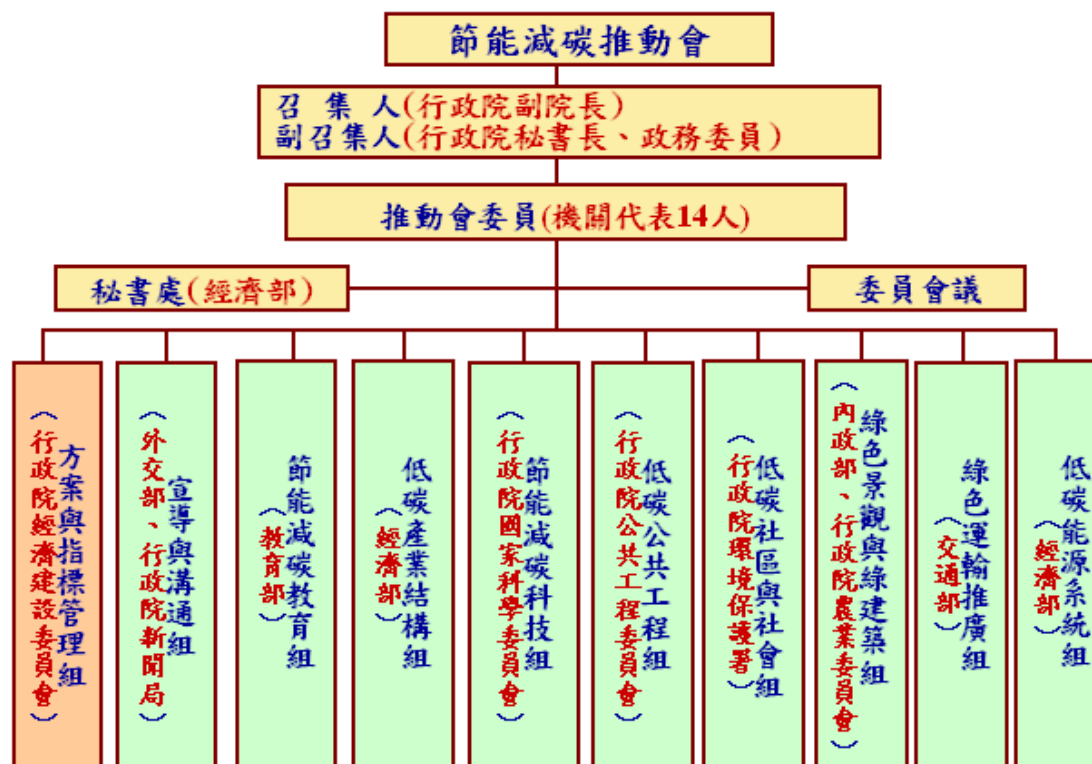 節能減碳推動會
召集人(行政院副院長)
副召集人(行政院秘書長、政務委員)
推動會委員(機關代表14人)
秘書處(經濟部)
委員會議
方案與指標管理組
(行政院經濟建設委員會)
宣導與溝通組
(外交部、行政院新聞局)
節能減碳教育組
(教育部)
低碳產業結構組
(經濟部)
節能減碳科技組
(行政院國家科學委員會)
低碳公共工程組
(行政院公共工程委員會)
低碳社區與社會組
(行政院環境保護署)
綠色景觀與綠建築組
(內政部、行政院農業委員會)
綠色運輸推廣組
(交通部)
低碳能源系統組
(經濟部)